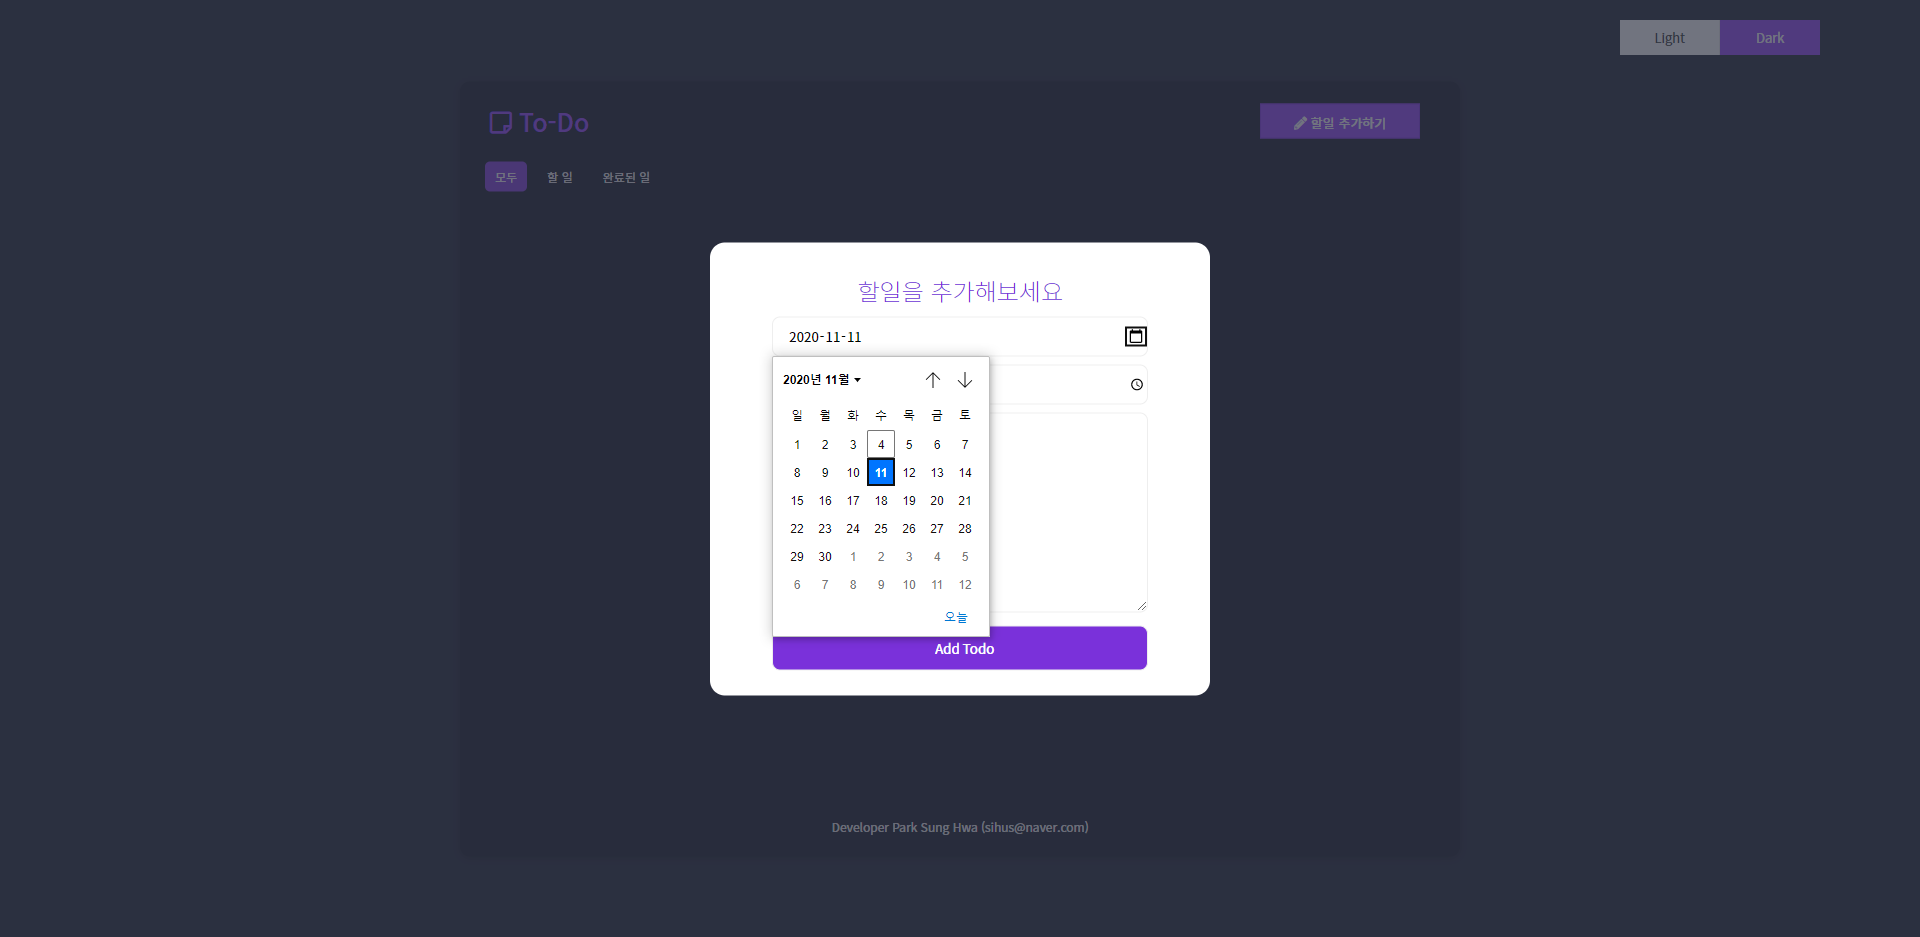 Light Dark
To-Do
할일 추가하기
모두 할 일 완료된 일
할일을 추가해보세요
2020-11-11
2020년 11월
일 월 화 수 목 금 토
1 2 3 4 5 6 7
8 9 10 11 12 13 14
15 16 17 18 19 20 21
22 23 24 25 26 27 28
29 30 1 2 3 4 5
6 7 8 9 10 11 12
오늘
Add Todo
Developer Park Sung Hwa (sihus@naver.com)